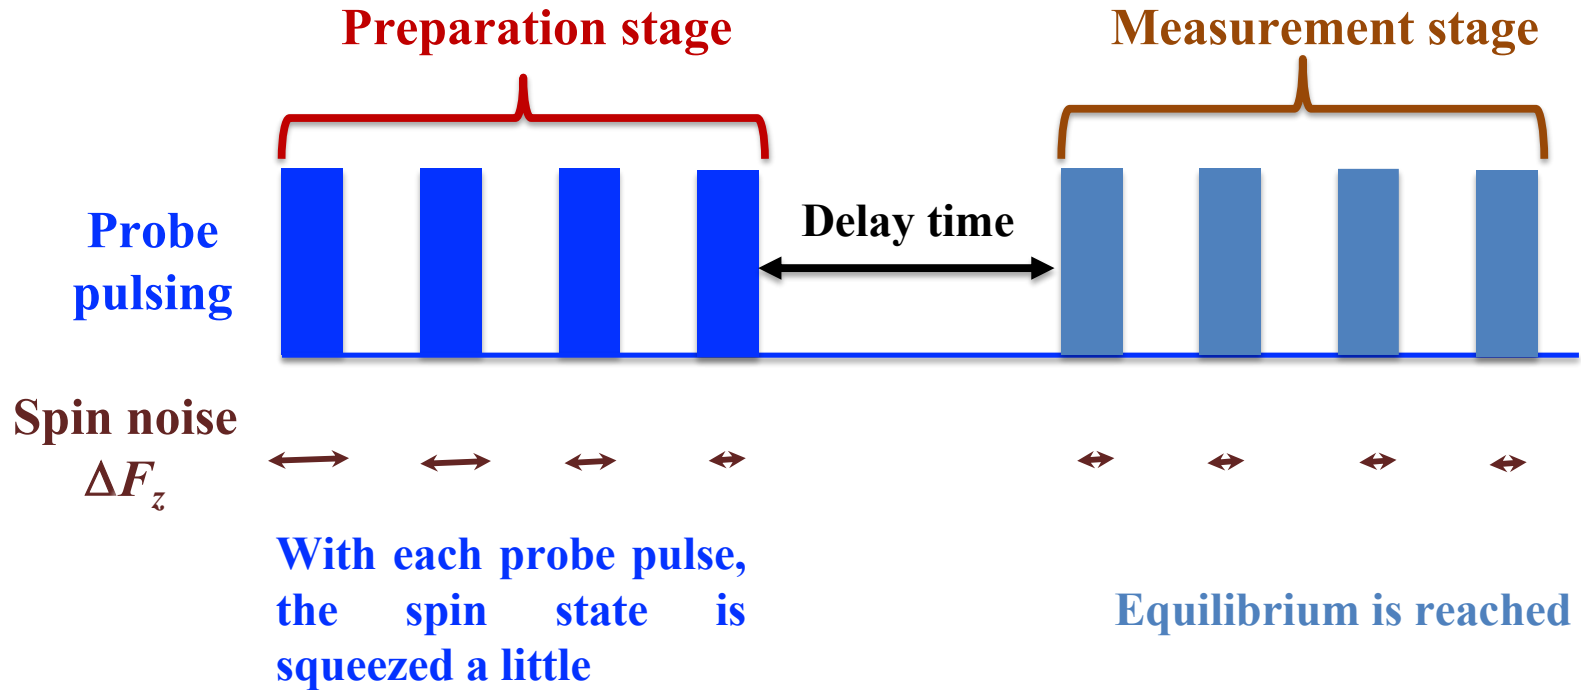 Preparation stage
Measurement stage
Probe
pulsing
Delay time
Spin noise
ΔF_z
With each probe pulse,
the spin state is
squeezed a little
Equilibrium is reached